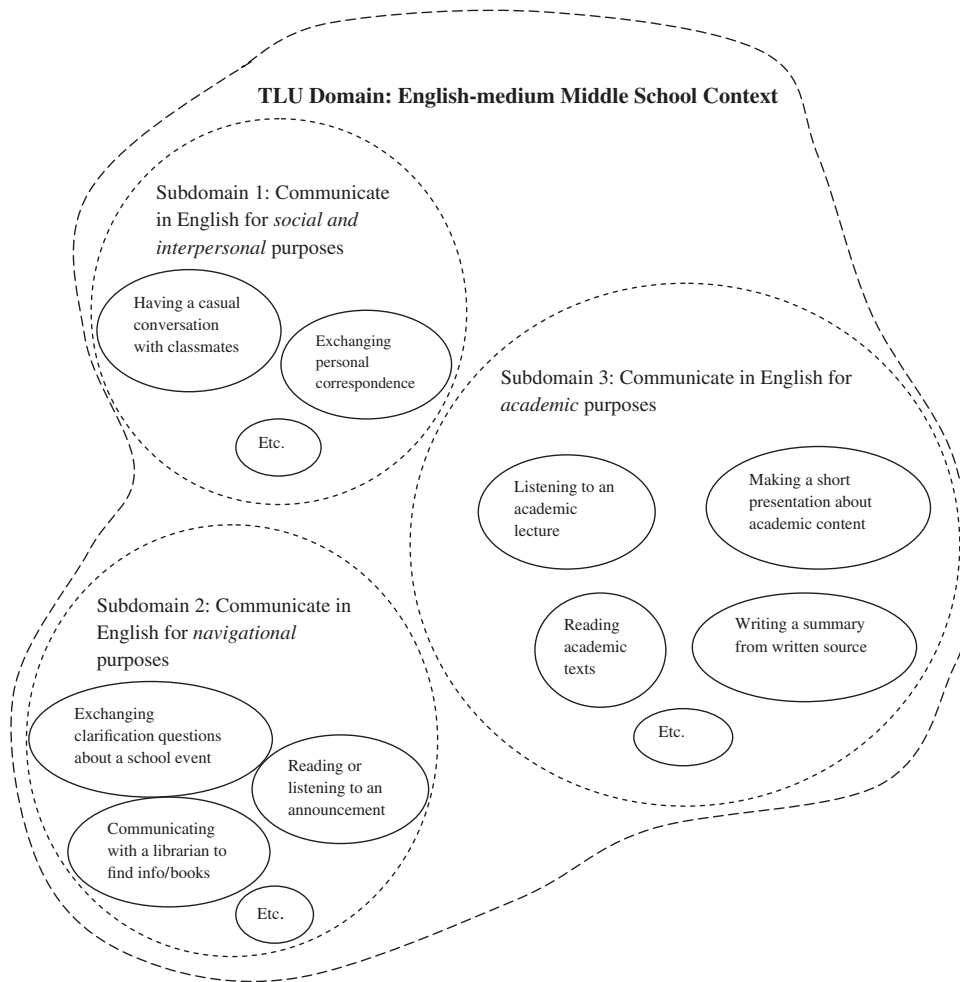 TLU Domain: English-medium Middle School Context
Subdomain 1: Communicate
in English for social and
interpersonal purposes
Having a casual
conversation
with classmates
Exchanging
personal
correspondence
Etc.
Subdomain 3: Communicate in English for
academic purposes
Listening to an
academic
lecture
Making a short
presentation about
academic content
Reading
academic
texts
Writing a summary
from written source
Etc.
Subdomain 2: Communicate in
English for navigational
purposes
Exchanging
clarification questions
about a school event
Reading or
listening to an
announcement
Communicating
with a librarian to
find info/books
Etc.